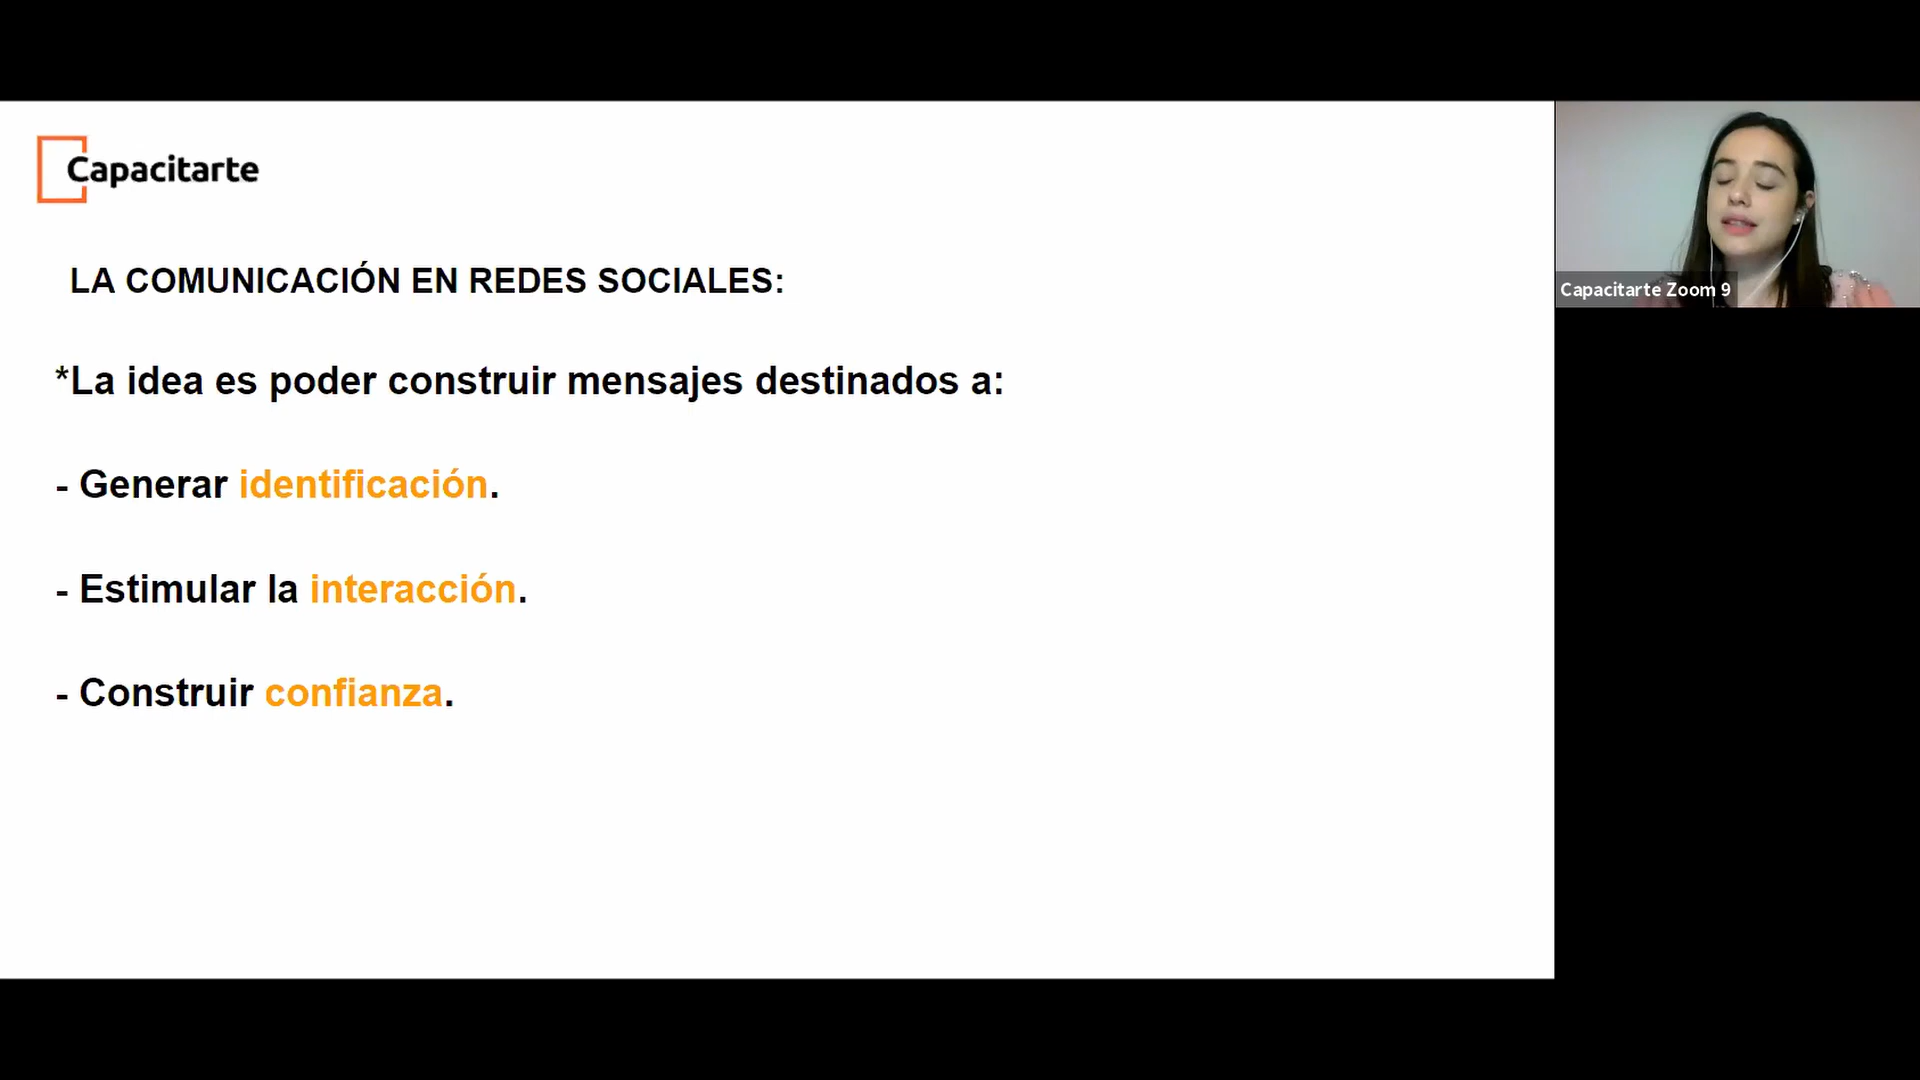 Capacitarte
LA COMUNICACIÓN EN REDES SOCIALES:
*La idea es poder construir mensajes destinados a:
- Generar identificación.
- Estimular la interacción.
- Construir confianza.
Capacitarte Zoom 9